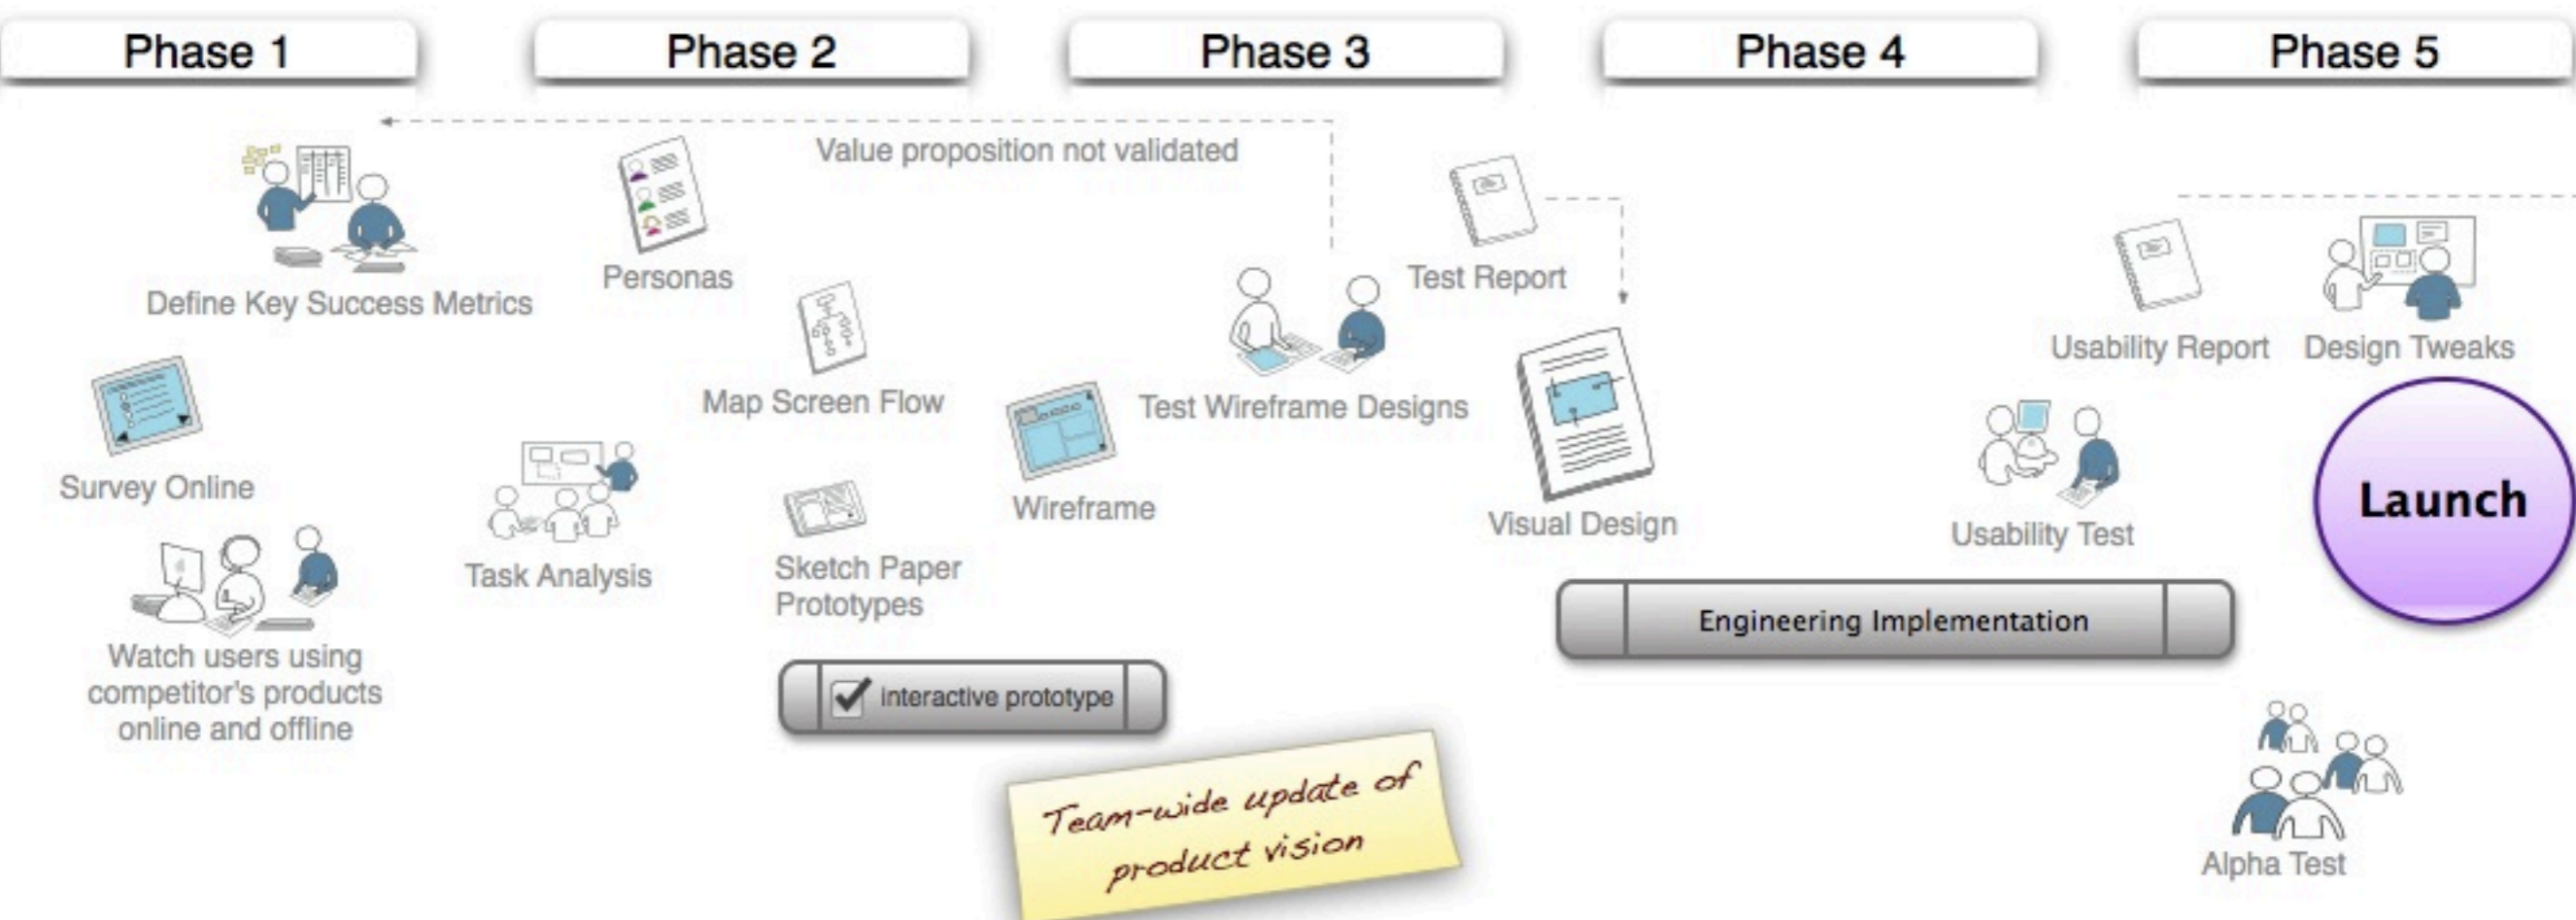 Phase 1
Phase 2
Phase 3
Phase 4
Phase 5
Value proposition not validated
Define Key Success Metrics
Personas
Test Report
Map Screen Flow
Test Wireframe Designs
Usability Report
Design Tweaks
Survey Online
Wireframe
Visual Design
Usability Test
Launch
Task Analysis
Sketch Paper
Prototypes
Engineering Implementation
Watch users using
competitor's products
online and offline
interactive prototype
Team-wide update of
product vision
Alpha Test